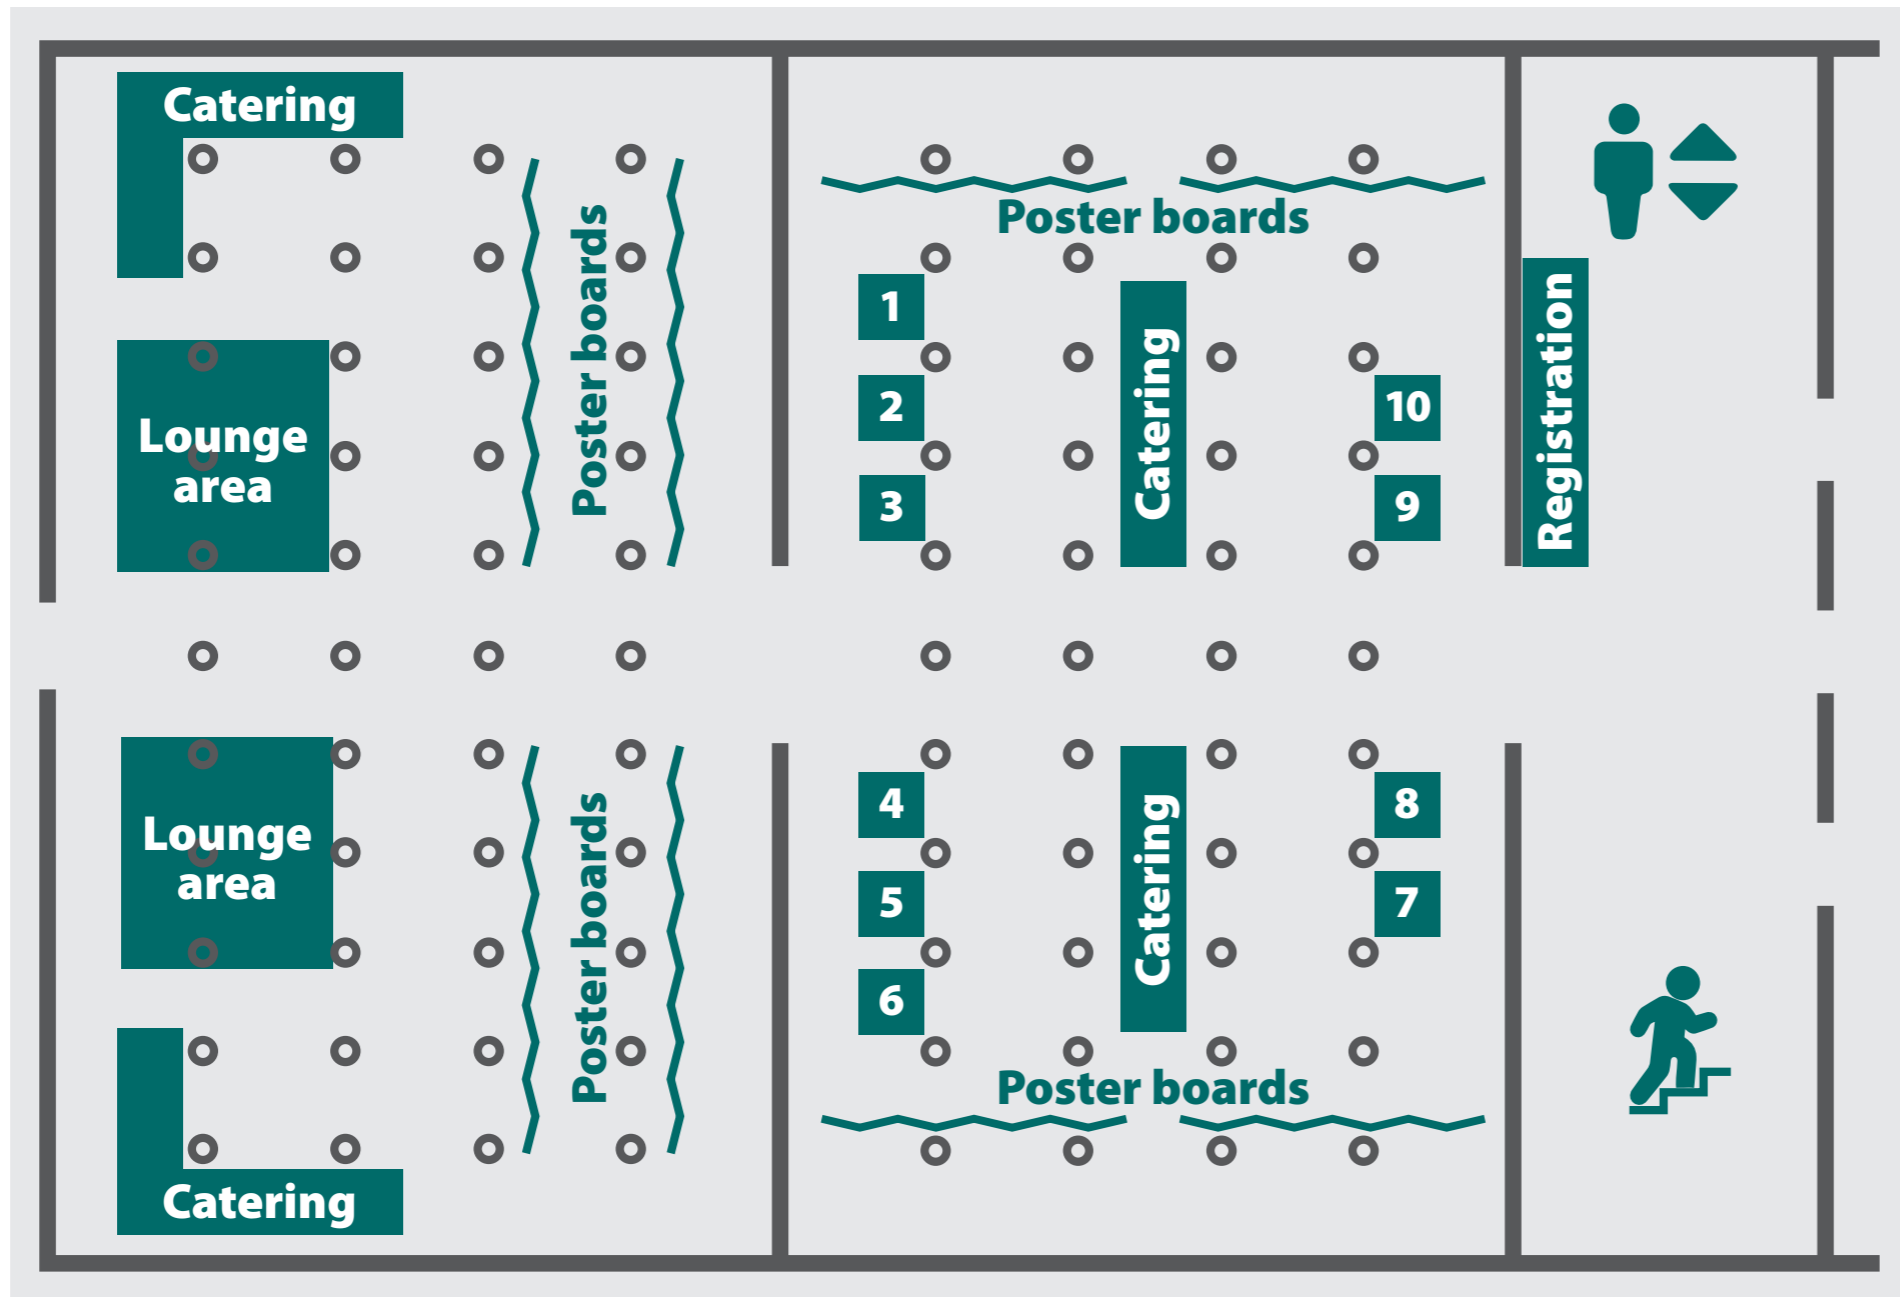 Catering
Poster boards
Poster boards
1
Lounge
area
2
3
Catering
10
9
Registration
Lounge
area
Poster boards
4
5
6
Catering
8
7
Poster boards
Catering